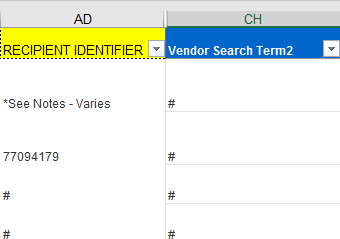 AD CH
RECIPIENT IDENTIFIER Vendor Search Term2
*See Notes - Varies #
77094179 #
# #
# #